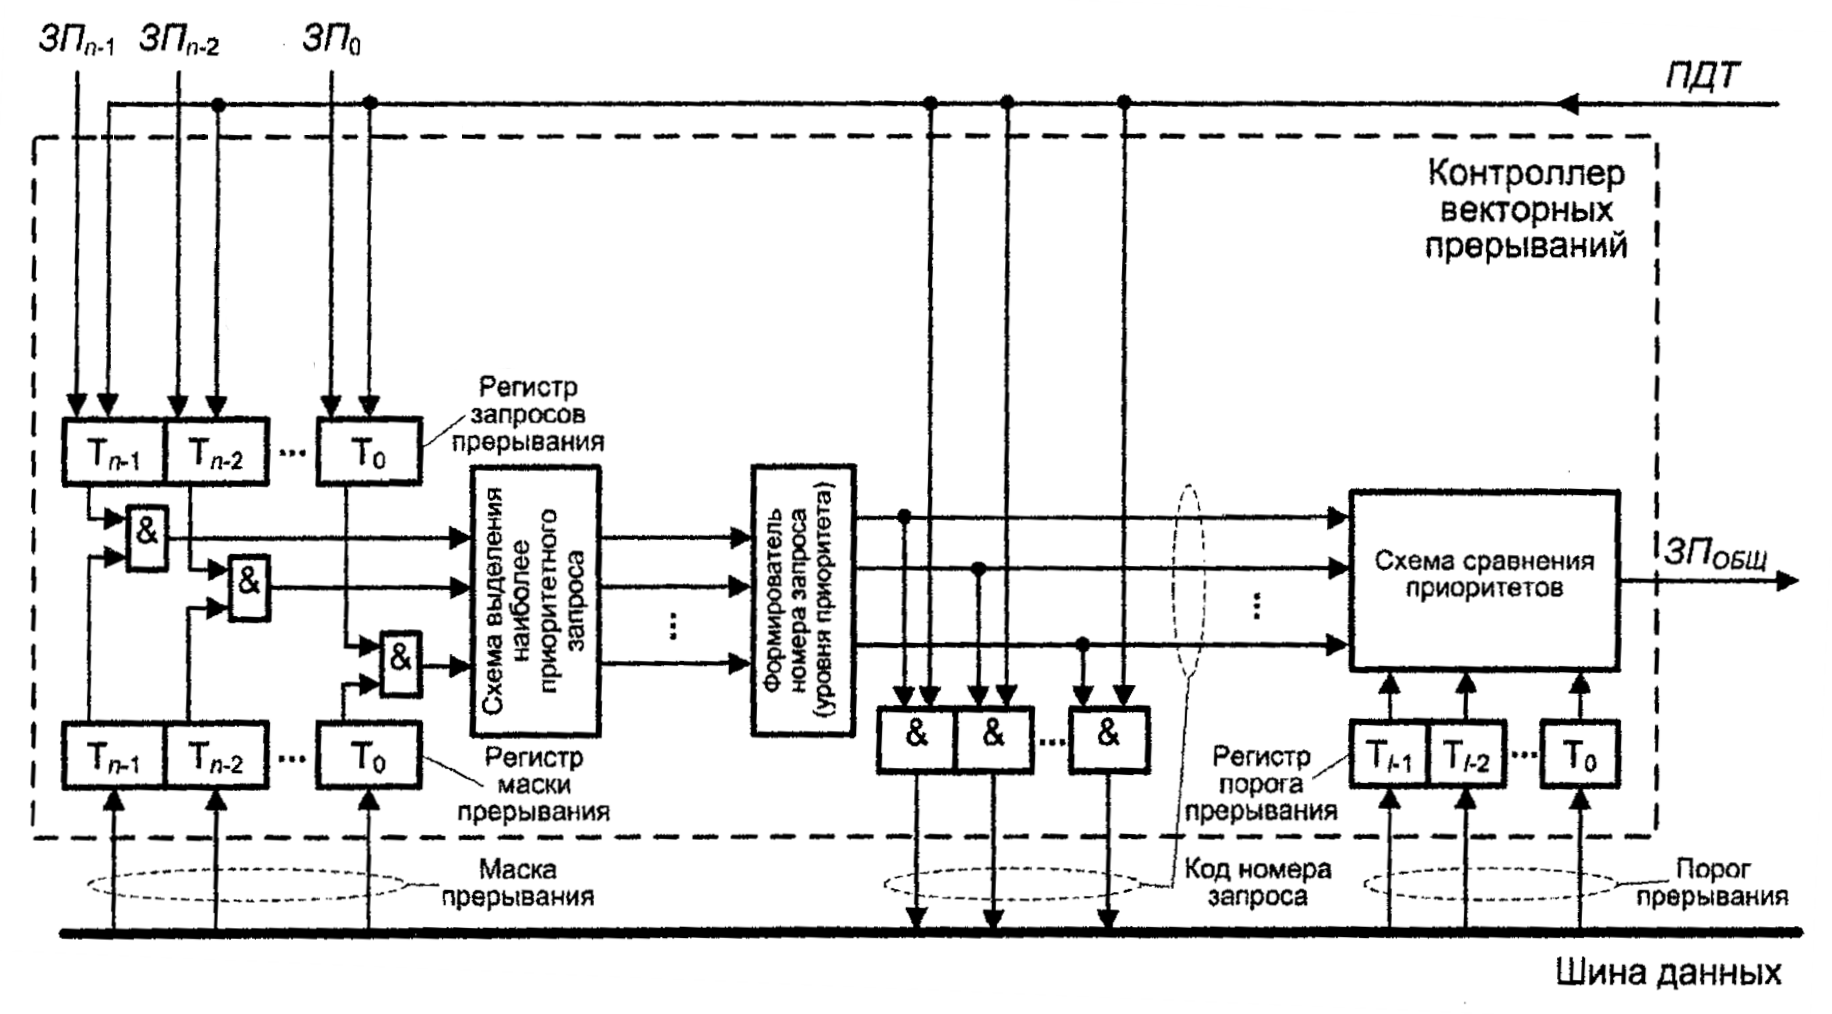 ЗПn-1 ЗПn-2 ЗП0
ПДТ
Контроллер
векторных
прерываний
Регистр
запросов
прерывания
Tn-1 Tn-2 ... T0
&
&
&
Схема выделения
наиболее
приоритетного
запроса
...
Формирователь
номера запроса
(уровня приоритета)
...
Схема сравнения
приоритетов
ЗПОБЩ
Tn-1 Tn-2 ... T0
Регистр
маски
прерывания
& & ... &
Регистр
порога
прерывания
Tl-1 Tl-2 ... T0
Маска
прерывания
Код номера
запроса
Порог
прерывания
Шина данных